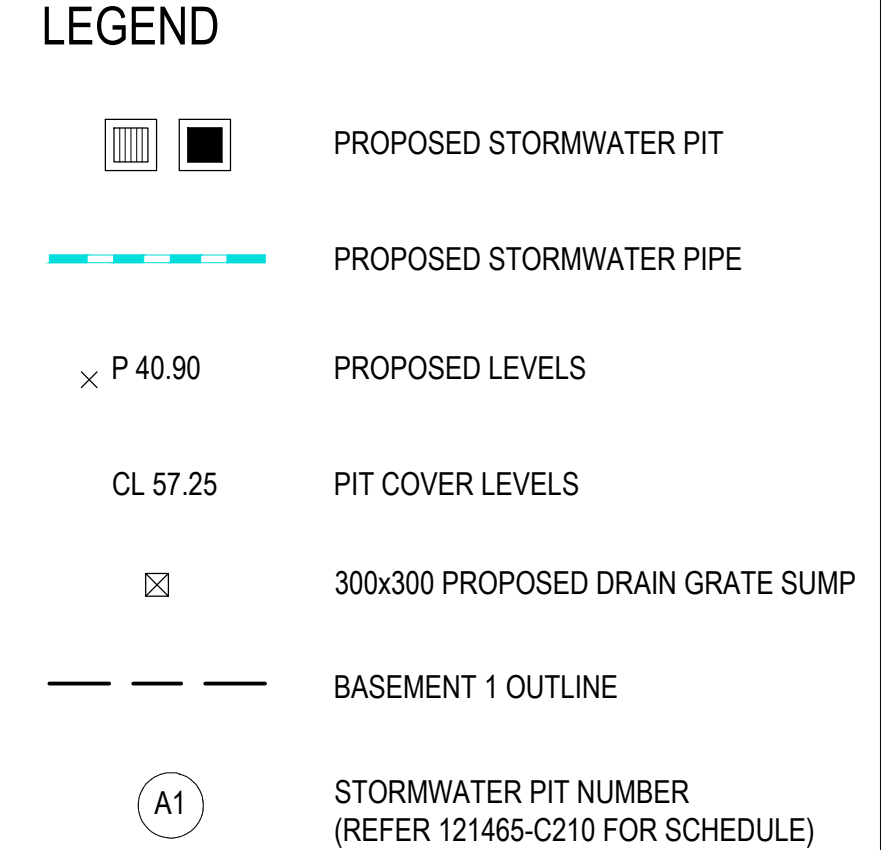 LEGEND
PROPOSED STORMWATER PIT
PROPOSED STORMWATER PIPE
P 40.90 PROPOSED LEVELS
CL 57.25 PIT COVER LEVELS
300x300 PROPOSED DRAIN GRATE SUMP
BASEMENT 1 OUTLINE
A1 STORMWATER PIT NUMBER
(REFER 121465-C210 FOR SCHEDULE)